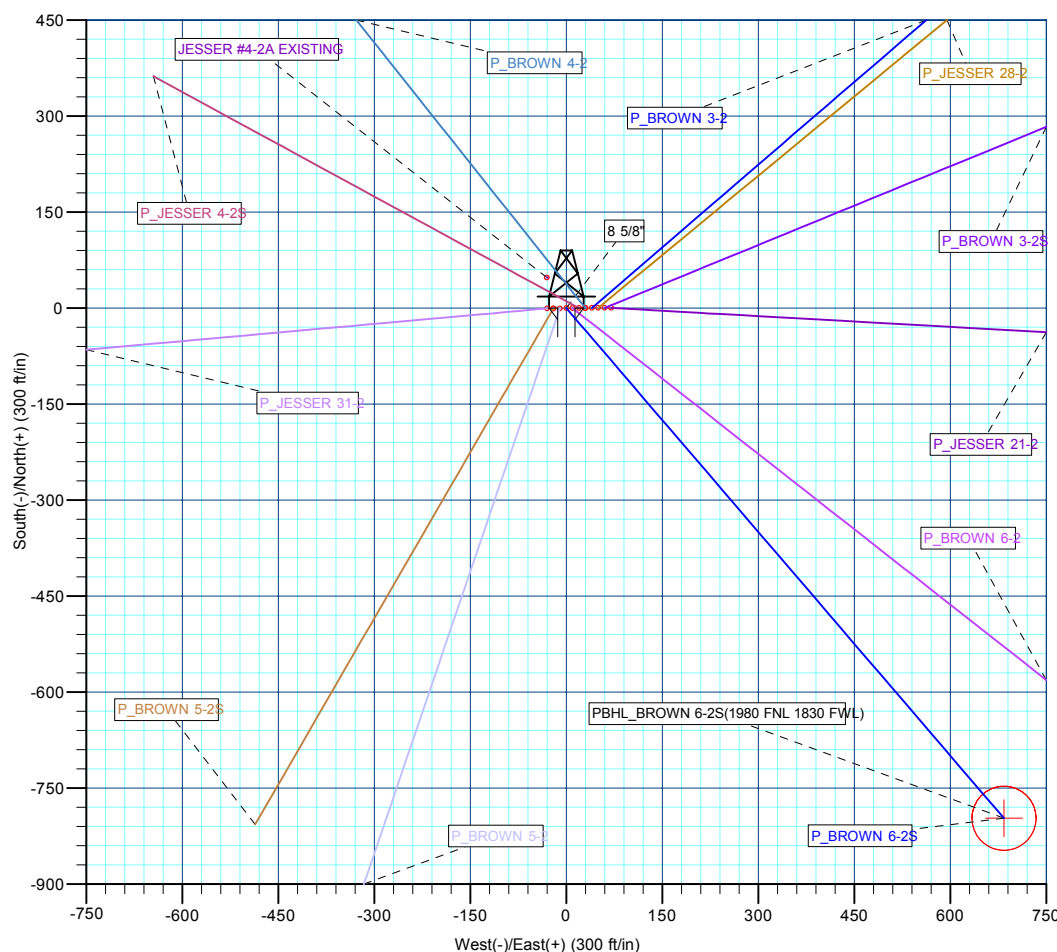 450
300
150
0
-150
-300
-450
-600
-750
-900
South(-)/North(+) (300 ft/in)
JESSER #4-2A EXISTING
P_BROWN 4-2
P_JESSER 28-2
P_BROWN 3-2
P_JESSER 4-2S
8 5/8"
P_BROWN 3-2S
P_JESSER 31-2
P_JESSER 21-2
P_BROWN 6-2
P_BROWN 5-2S
PBHL_BROWN 6-2S(1980 FNL 1830 FWL)
P_BROWN 5-2
P_BROWN 6-2S
-750 -600 -450 -300 -150 0 150 300 450 600 750
West(-)/East(+) (300 ft/in)